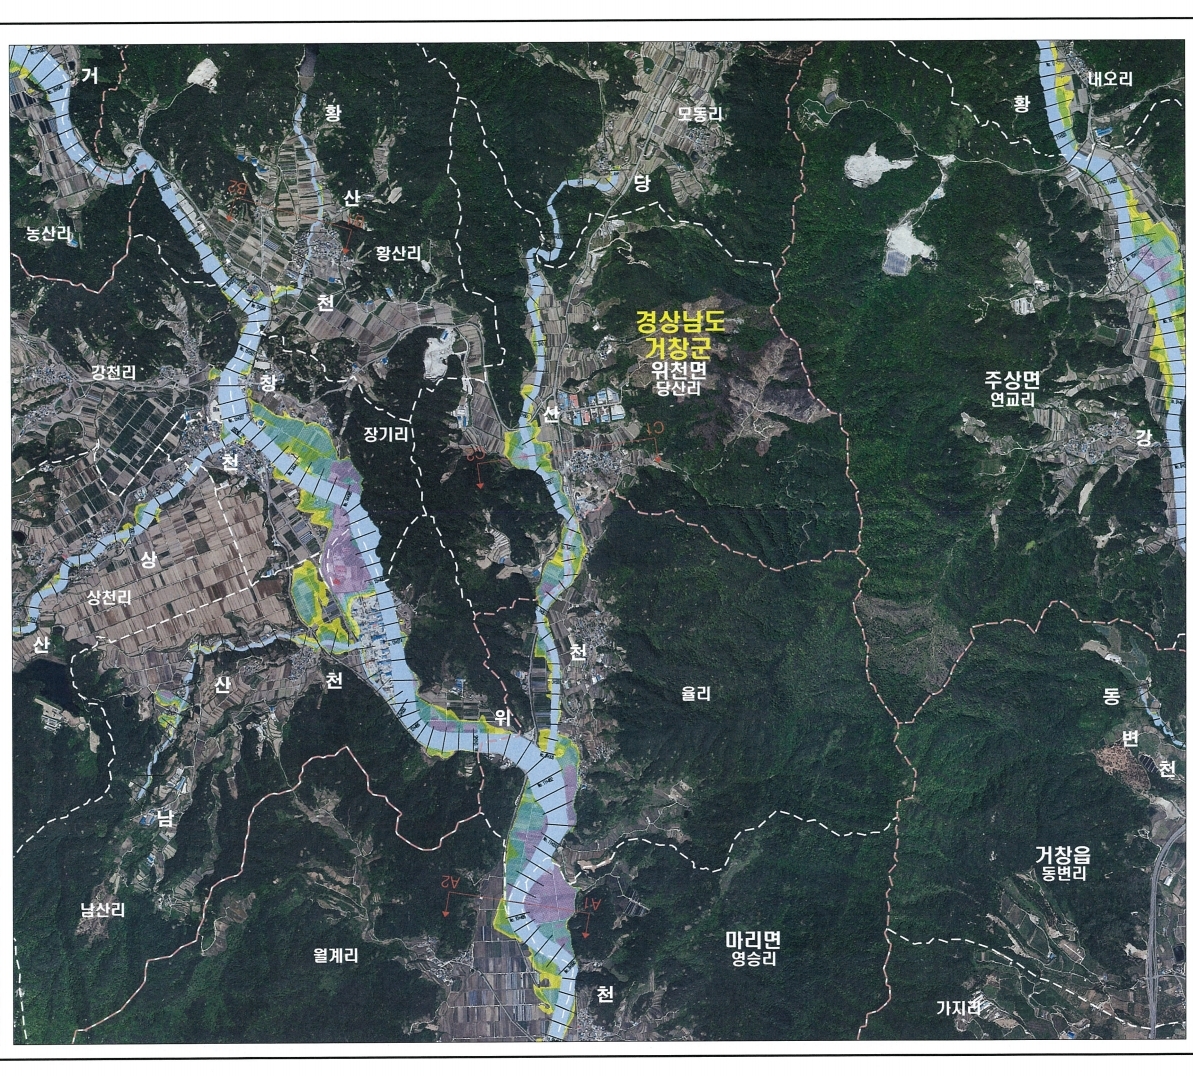 거
황
모동리
황
내오리
산
당
농산리
B2
황산리
천
경상남도
거창군
위천면
당산리
강천리
창
주상면
연교리
장기리
산
C1
강
천
C2
상
상천리
산
천
산
천
율리
동
위
변
천
남
거창읍
동변리
A2
A1
남산리
월계리
마리면
영승리
천
가지리